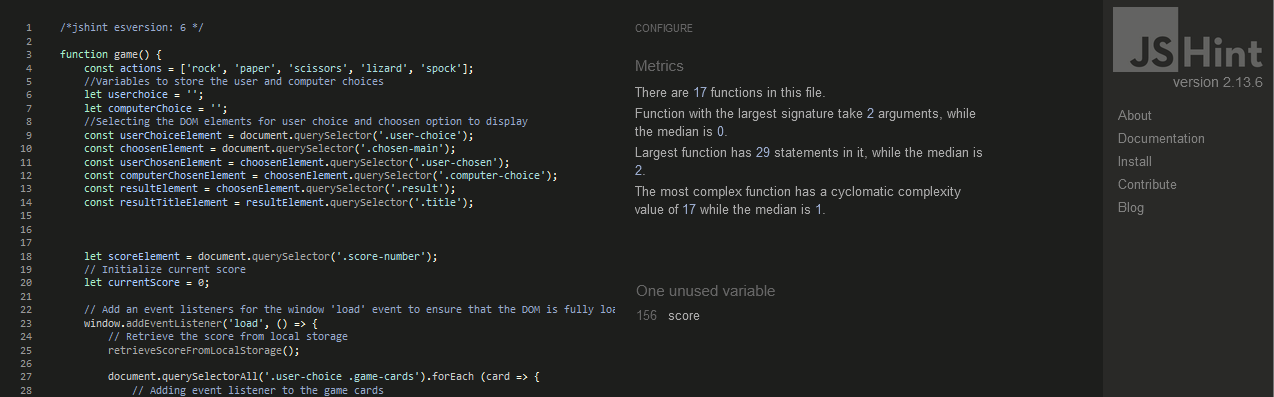 1 /*jshint esversion: 6 */
2
3 function game() {
4 const actions = ['rock', 'paper', 'scissors', 'lizard', 'spock'];
5 //Variables to store the user and computer choices
6 let userchoice = '';
7 let computerChoice = '';
8 //Selecting the DOM elements for user choice and choosen option to display
9 const userChoiceElement = document.querySelector('.user-choice');
10 const choosenElement = document.querySelector('.chosen-main');
11 const userChosenElement = choosenElement.querySelector('.user-chosen');
12 const computerChosenElement = choosenElement.querySelector('.computer-choice');
13 const resultElement = choosenElement.querySelector('.result');
14 const resultTitleElement = resultElement.querySelector('.title');
15
16
17
18 let scoreElement = document.querySelector('.score-number');
19 // Initialize current score
20 let currentScore = 0;
21
22 // Add an event listeners for the window 'load' event to ensure that the DOM is fully loa
23 window.addEventListener('load', () => {
24 // Retrieve the score from local storage
25 retrieveScoreFromLocalStorage();
26
27 document.querySelectorAll('.user-choice .game-cards').forEach (card => {
28 // Adding event listener to the game cards
CONFIGURE
Metrics
There are 17 functions in this file.
Function with the largest signature take 2 arguments, while
the median is 0.
Largest function has 29 statements in it, while the median is
2.
The most complex function has a cyclomatic complexity
value of 17 while the median is 1.
One unused variable
156 score
JSHint
version 2.13.6
About
Documentation
Install
Contribute
Blog